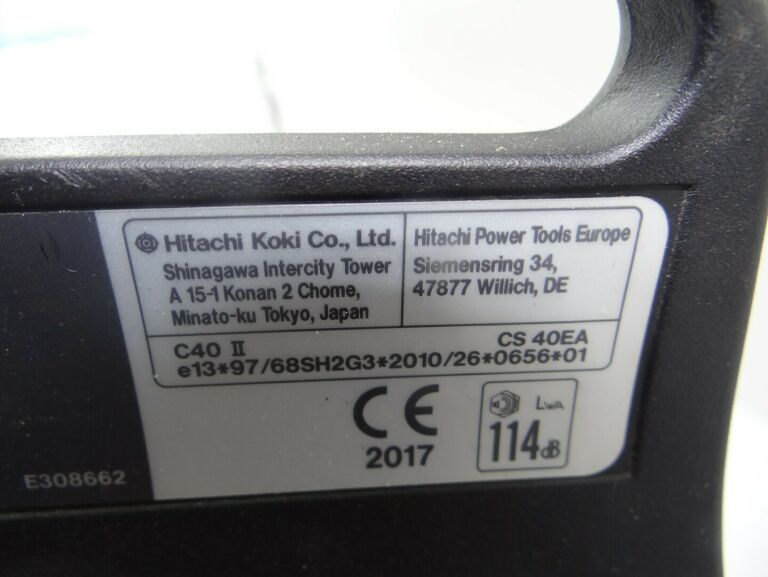 Hitachi Koki Co., Ltd.
Shinagawa Intercity Tower
A 15-1 Konan 2 Chome,
Minato-ku Tokyo, Japan
Hitachi Power Tools Europe
Siemensring 34,
47877 Willich, DE
C40 II
CS 40EA
e13*97/68SH2G3*2010/26*0656*01
CE
2017
LWA
114dB
E308662